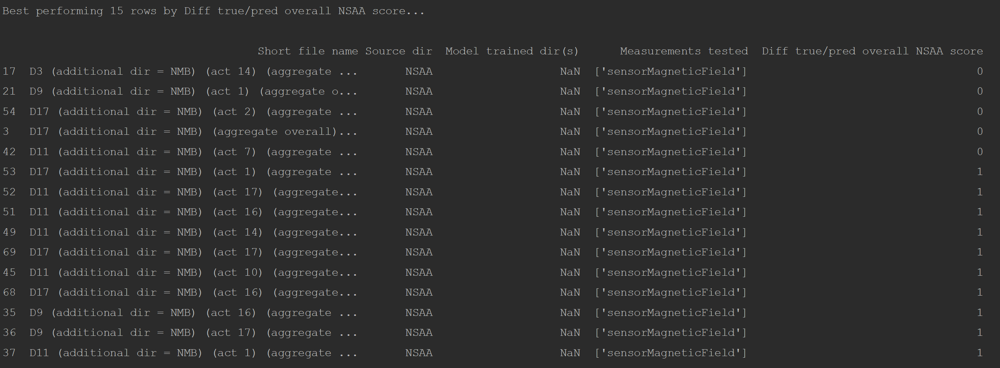 Best performing 15 rows by Diff true/pred overall NSAA score...
Short file name Source dir  Model trained dir(s)      Measurements tested  Diff true/pred overall NSAA score
17  D3 (additional dir = NMB) (act 14) (aggregate ...       NSAA                   NaN  ['sensorMagneticField']                                  0
21  D9 (additional dir = NMB) (act 1) (aggregate o...       NSAA                   NaN  ['sensorMagneticField']                                  0
54  D17 (additional dir = NMB) (act 2) (aggregate ...       NSAA                   NaN  ['sensorMagneticField']                                  0
3   D17 (additional dir = NMB) (aggregate overall)...       NSAA                   NaN  ['sensorMagneticField']                                  0
42  D11 (additional dir = NMB) (act 7) (aggregate ...       NSAA                   NaN  ['sensorMagneticField']                                  0
53  D17 (additional dir = NMB) (act 1) (aggregate ...       NSAA                   NaN  ['sensorMagneticField']                                  1
52  D11 (additional dir = NMB) (act 17) (aggregate...       NSAA                   NaN  ['sensorMagneticField']                                  1
51  D11 (additional dir = NMB) (act 16) (aggregate...       NSAA                   NaN  ['sensorMagneticField']                                  1
49  D11 (additional dir = NMB) (act 14) (aggregate...       NSAA                   NaN  ['sensorMagneticField']                                  1
69  D17 (additional dir = NMB) (act 17) (aggregate...       NSAA                   NaN  ['sensorMagneticField']                                  1
45  D11 (additional dir = NMB) (act 10) (aggregate...       NSAA                   NaN  ['sensorMagneticField']                                  1
68  D17 (additional dir = NMB) (act 16) (aggregate...       NSAA                   NaN  ['sensorMagneticField']                                  1
35  D9 (additional dir = NMB) (act 16) (aggregate ...       NSAA                   NaN  ['sensorMagneticField']                                  1
36  D9 (additional dir = NMB) (act 17) (aggregate ...       NSAA                   NaN  ['sensorMagneticField']                                  1
37  D11 (additional dir = NMB) (act 1) (aggregate ...       NSAA                   NaN  ['sensorMagneticField']                                  1